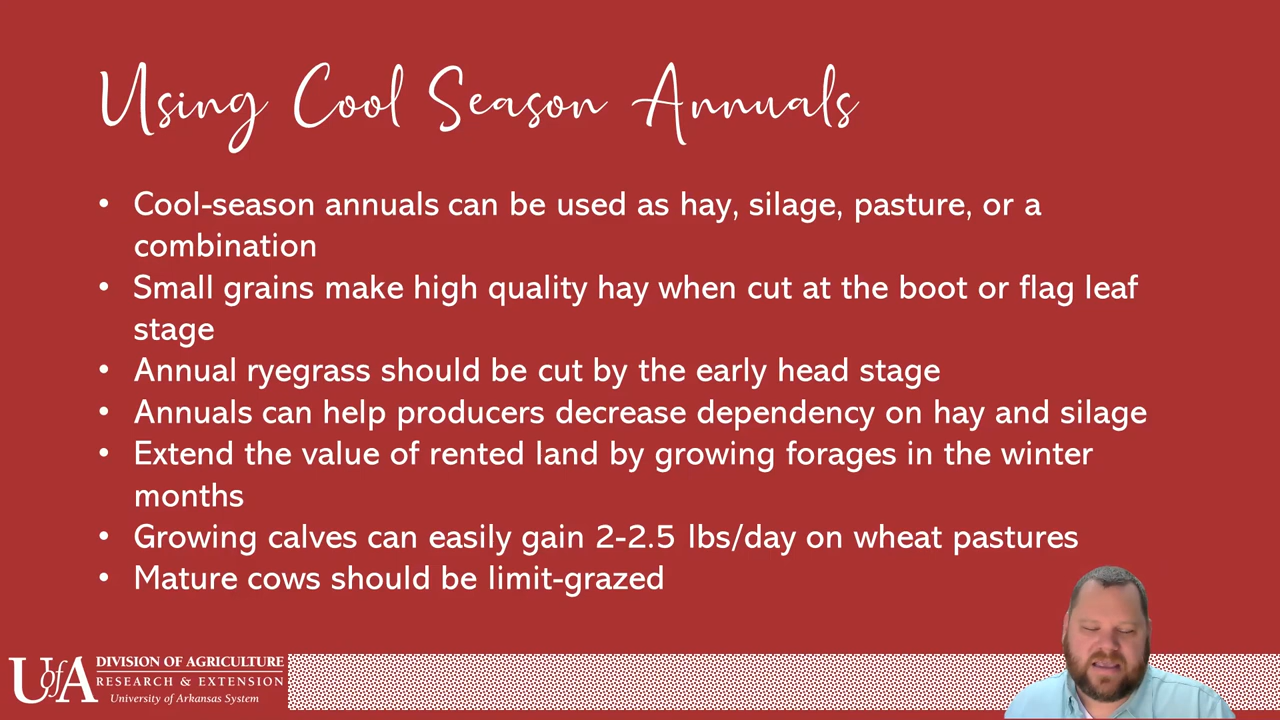 Using Cool Season Annuals
• Cool-season annuals can be used as hay, silage, pasture, or a
combination
• Small grains make high quality hay when cut at the boot or flag leaf
stage
• Annual ryegrass should be cut by the early head stage
• Annuals can help producers decrease dependency on hay and silage
• Extend the value of rented land by growing forages in the winter
months
• Growing calves can easily gain 2-2.5 lbs/day on wheat pastures
• Mature cows should be limit-grazed
UofA
DIVISION OF AGRICULTURE
RESEARCH & EXTENSION
University of Arkansas System